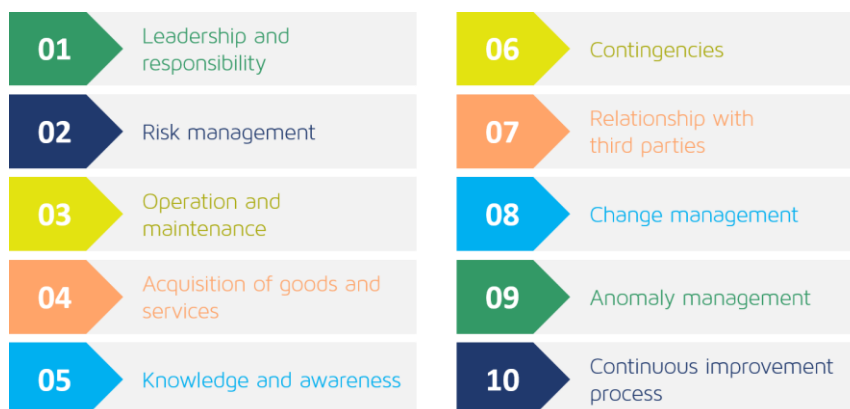 01
Leadership and
responsibility
02
Risk management
03
Operation and
maintenance
04
Acquisition of goods and
services
05
Knowledge and awareness
06
Contingencies
07
Relationship with
third parties
08
Change management
09
Anomaly management
10
Continuous improvement
process